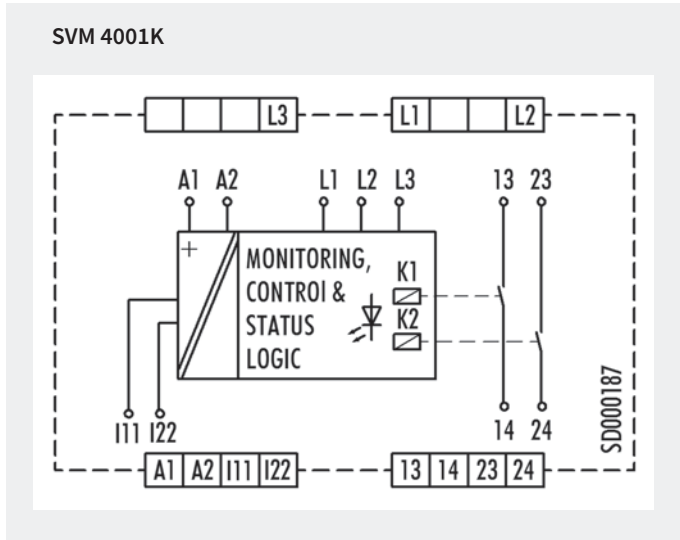 SVM 4001K
L3 L1 L2
A1 A2 L1 L2 L3 13 23
+
MONITORING,
CONTROl &
STATUS
LOGIC
K1
K2
I11 I22 14 24
SD000187
A1 A2 I11 I22 13 14 23 24